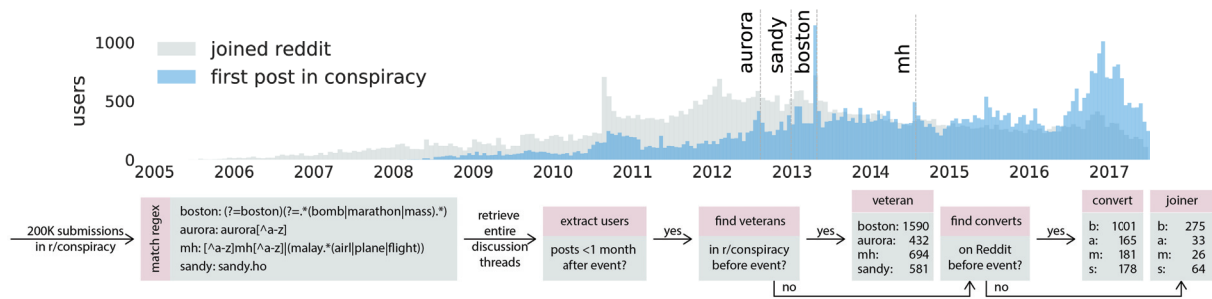 aurora
sandy
boston
mh
1000
500
0
users
joined reddit
first post in conspiracy
2005 2006 2007 2008 2009 2010 2011 2012 2013 2014 2015 2016 2017
200K submissions
in r/conspiracy
match regex
boston: (?=boston)(?=.*(bomb|marathon|mass).*)
aurora: aurora[^a-z]
mh: [^a-z]mh[^a-z]|(malay.*(airl|plane|flight))
sandy: sandy.ho
retrieve
entire
discussion
threads
extract users
posts <1 month
after event?
yes
find veterans
in r/conspiracy
before event?
yes
no
veteran
boston: 1590
aurora: 432
mh: 694
sandy: 581
find converts
on Reddit
before event?
yes
no
convert
b: 1001
a: 165
m: 181
s: 178
joiner
b: 275
a: 33
m: 26
s: 64